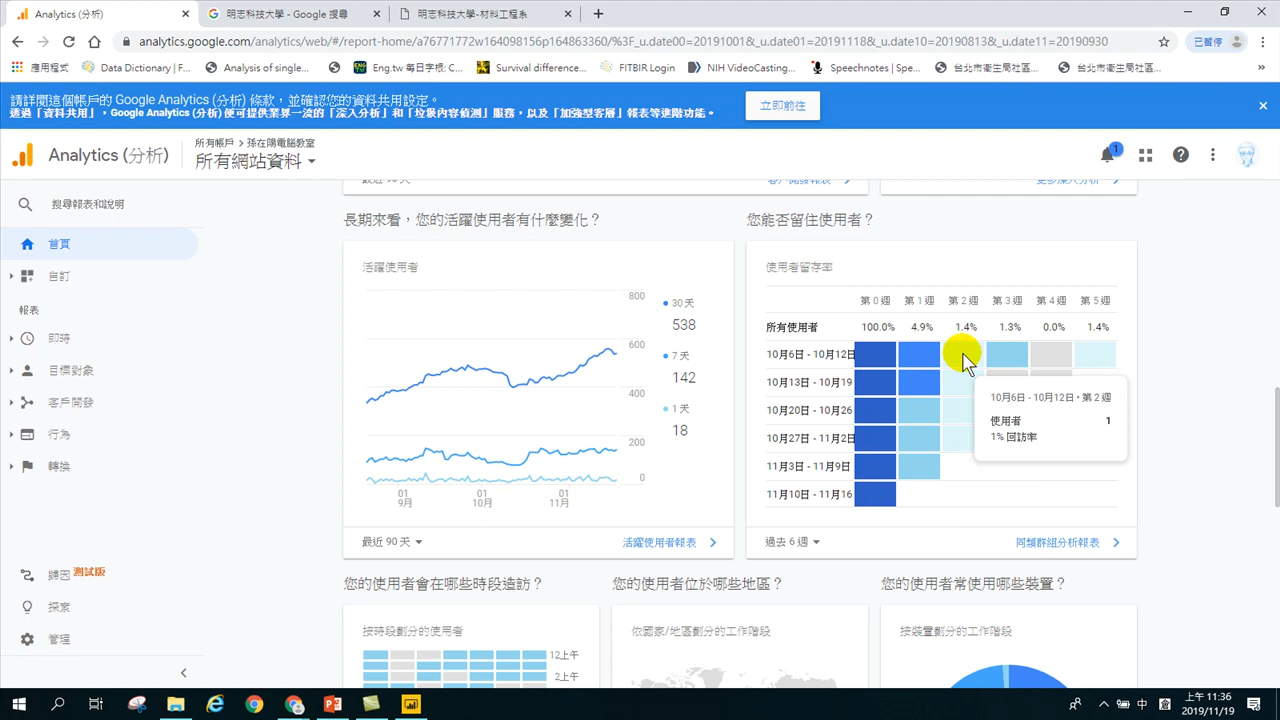 Analytics (分析)
明志科技大學 - Google 搜尋
明志科技大學-材料工程系
analytics.google.com/analytics/web/#/report-home/a76771772w164098156p164863360/%3F_u.date00=20191001&_u.date01=20191118&_u.date10=20190813&_u.date11=20190930
已暫停
應用程式
Data Dictionary | F...
Analysis of single...
Eng.tw 每日字根: C...
Survival difference...
FITBIR Login
NIH VideoCasting...
Speechnotes | Spe...
台北市衛生局社區...
台北市衛生局社區...
請詳閱這個帳戶的 Google Analytics (分析) 條款，並確認您的資料共用設定。
透過「資料共用」，Google Analytics (分析) 便可提供業界一流的「深入分析」和「垃圾內容偵測」服務，以及「加強型客層」報表等進階功能。
立即前往
Analytics (分析)
所有帳戶 > 孫在陽電腦教室
所有網站資料
1
搜尋報表和說明
首頁
自訂
報表
即時
目標對象
客戶開發
行為
轉換
歸因 測試版
探索
管理
最近 90 天
客戶開發報表
更多深入分析
長期來看，您的活躍使用者有什麼變化？
活躍使用者
800
600
400
200
0
01
9月
01
10月
01
11月
30 天
538
7 天
142
1 天
18
最近 90 天
活躍使用者報表
您能否留住使用者？
使用者留存率
第 0 週 第 1 週 第 2 週 第 3 週 第 4 週 第 5 週
所有使用者 100.0% 4.9% 1.4% 1.3% 0.0% 1.4%
10月6日 - 10月12日
10月13日 - 10月19
10月20日 - 10月26
10月27日 - 11月2日
11月3日 - 11月9日
11月10日 - 11月16
10月6日 - 10月12日 • 第 2 週
使用者 1
1% 回訪率
過去 6 週
同類群組分析報表
您的使用者會在哪些時段造訪？
按時段劃分的使用者
12上午
2上午
您的使用者位於哪些地區？
依國家/地區劃分的工作階段
您的使用者常使用哪些裝置？
按裝置劃分的工作階段
中
上午 11:36
2019/11/19